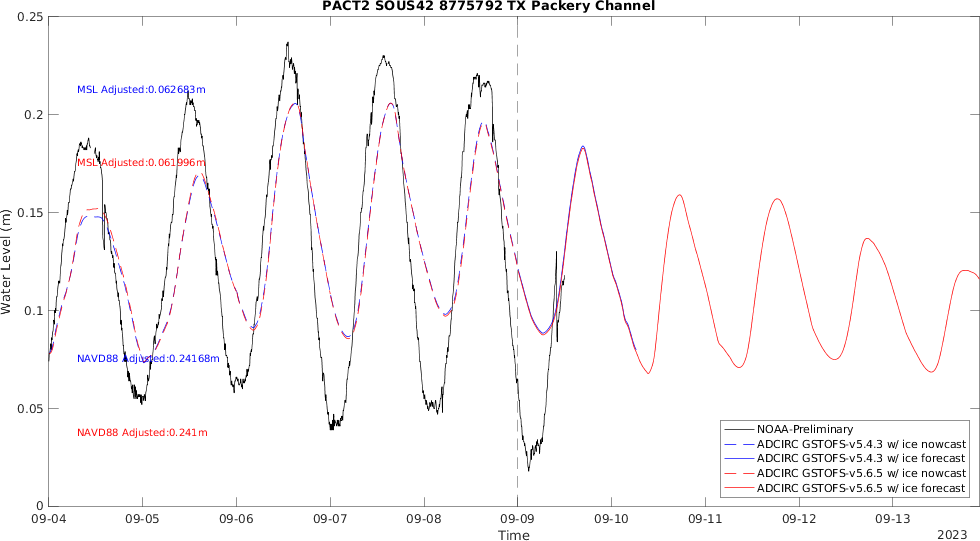 PACT2 SOUS42 8775792 TX Packery Channel
0.25
0.2
0.15
0.1
0.05
0
Water Level (m)
MSL Adjusted:0.062683m
MSL Adjusted:0.061996m
NAVD88 Adjusted:0.24168m
NAVD88 Adjusted:0.241m
NOAA-Preliminary
ADCIRC GSTOFS-v5.4.3 w/ ice nowcast
ADCIRC GSTOFS-v5.4.3 w/ ice forecast
ADCIRC GSTOFS-v5.6.5 w/ ice nowcast
ADCIRC GSTOFS-v5.6.5 w/ ice forecast
09-04 09-05 09-06 09-07 09-08 09-09 09-10 09-11 09-12 09-13
Time
2023